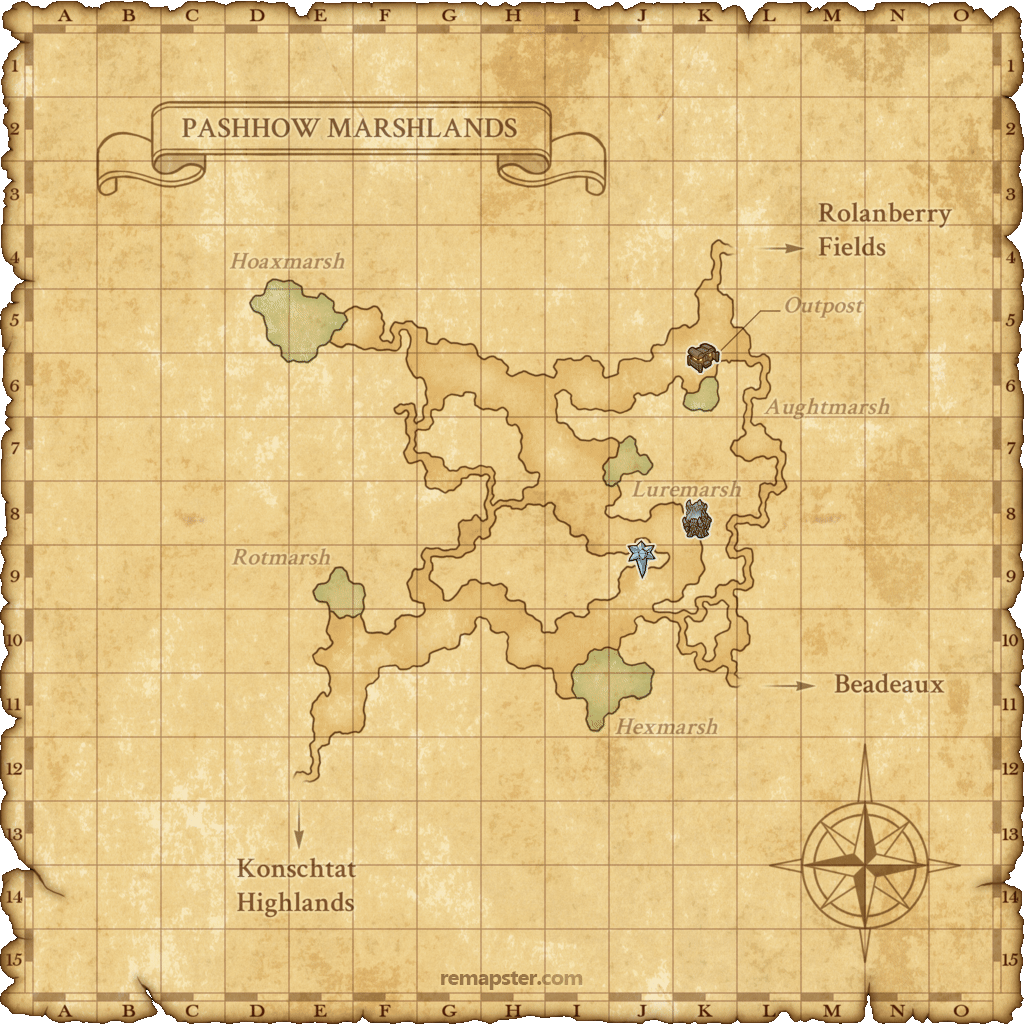 A B C D E F G H I J K L M N O
1 1
PASHHOW MARSHLANDS
2 2
3 3
Rolanberry
Fields
4 4
Hoaxmarsh
Outpost
5 5
6 6
Aughtmarsh
7 7
Luremarsh
8 8
Rotmarsh
9 9
10 10
Beadeaux
11 11
Hexmarsh
12 12
13 13
Konschtat
Highlands
14 14
15 15
remapster.com
A B C D E F G H I J K L M N O